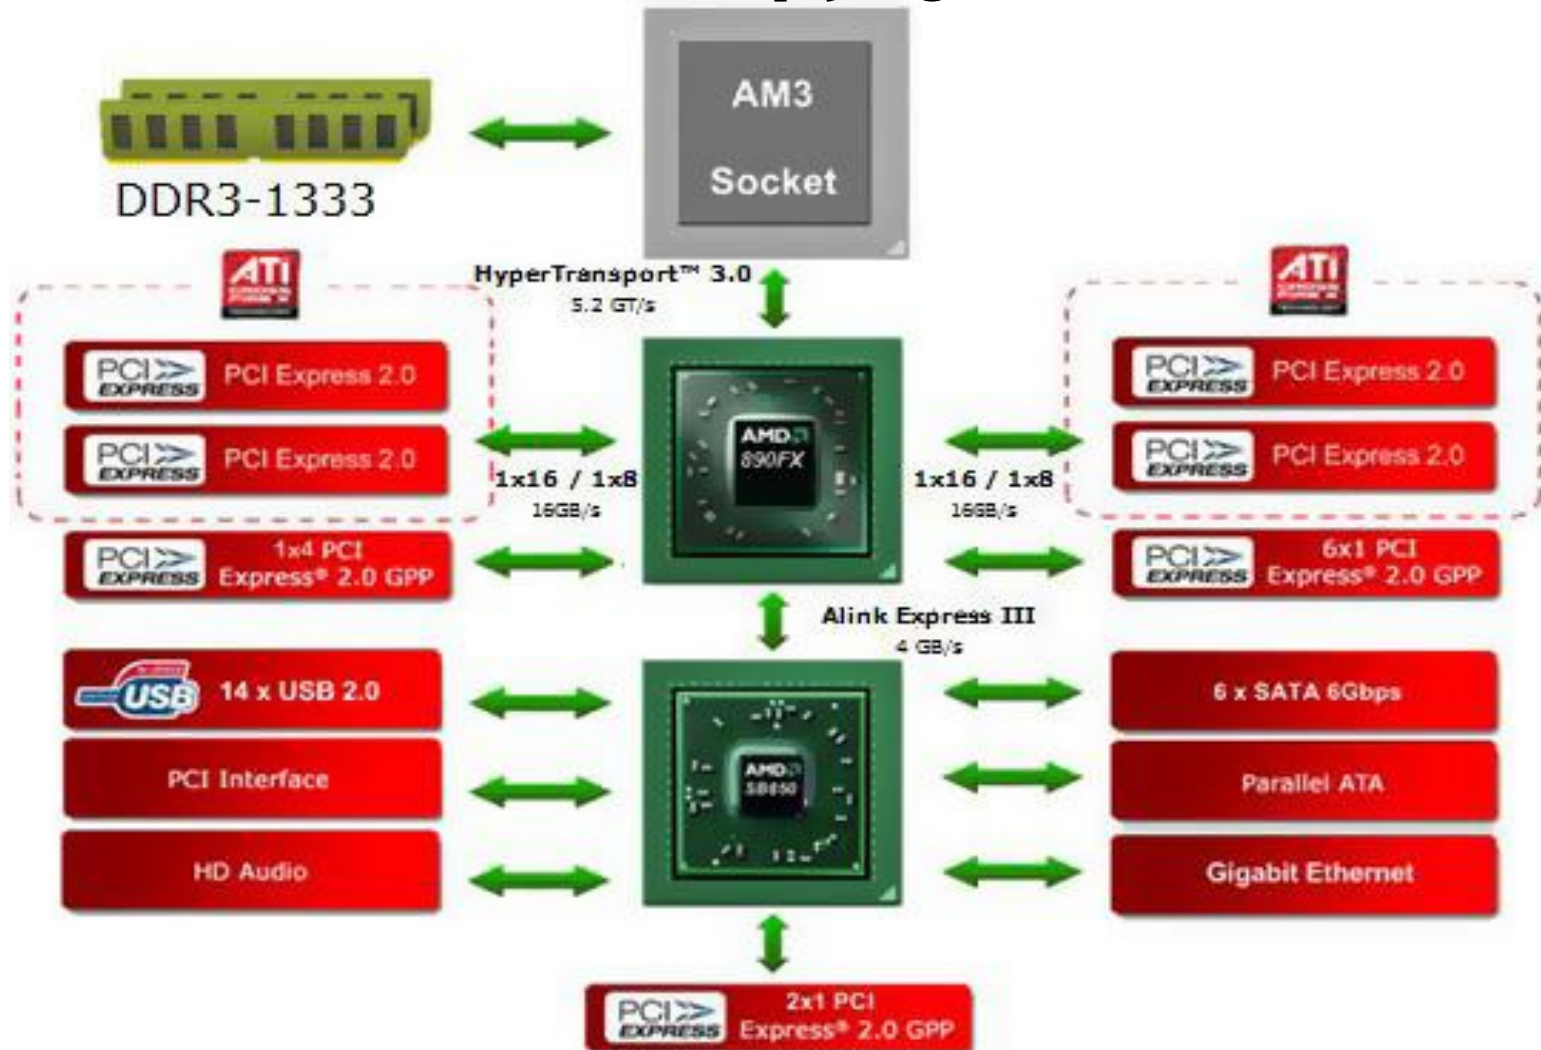 AM3
Socket
DDR3-1333
HyperTransport™ 3.0
5.2 GT/s
ATI
ATI
PCI EXPRESS PCI Express 2.0
PCI EXPRESS PCI Express 2.0
PCI EXPRESS PCI Express 2.0
PCI EXPRESS PCI Express 2.0
AMD
890FX
1x16 / 1x8
16GB/s
1x16 / 1x8
16GB/s
PCI EXPRESS
1x4 PCI
Express® 2.0 GPP
PCI EXPRESS
6x1 PCI
Express® 2.0 GPP
Alink Express III
4 GB/s
USB 14 x USB 2.0
6 x SATA 6Gbps
PCI Interface
AMD
SB850
Parallel ATA
HD Audio
Gigabit Ethernet
PCI EXPRESS
2x1 PCI
Express® 2.0 GPP